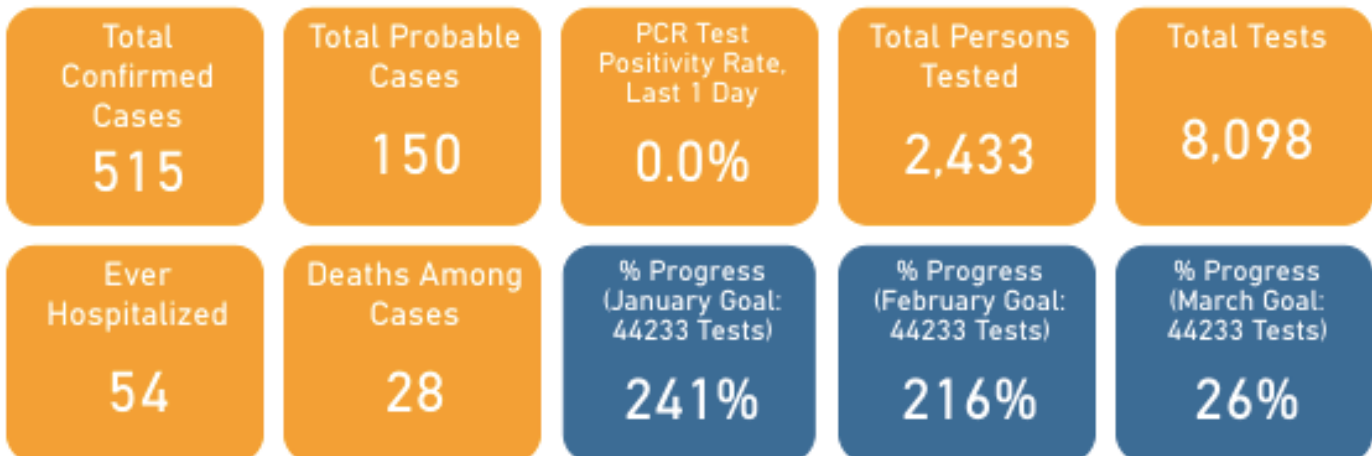 Total
Confirmed
Cases
515
Total Probable
Cases
150
PCR Test
Positivity Rate,
Last 1 Day
0.0%
Total Persons
Tested
2,433
Total Tests
8,098
Ever
Hospitalized
54
Deaths Among
Cases
28
% Progress
(January Goal:
44233 Tests)
241%
% Progress
(February Goal:
44233 Tests)
216%
% Progress
(March Goal:
44233 Tests)
26%